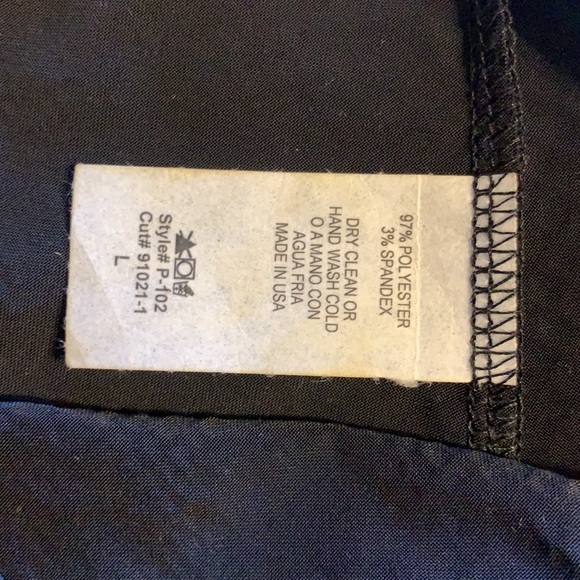 97% POLYESTER
3% SPANDEX
DRY CLEAN OR
HAND WASH COLD
O A MANO CON
AGUA FRIA
MADE IN USA
Style# P-102
Cut# 91021-1
L